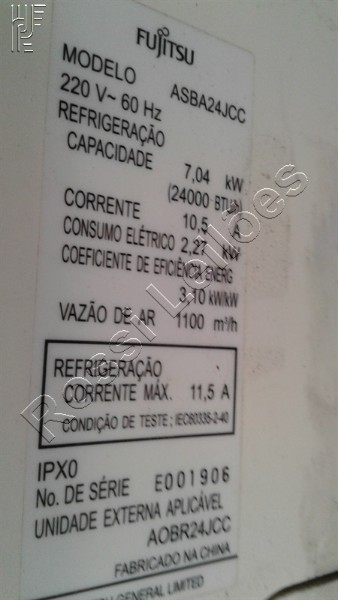 FUJITSU
MODELO ASBA24JCC
220 V~ 60 Hz
REFRIGERAÇÃO
CAPACIDADE 7,04 kW
(24000 BTU/h)
CORRENTE 10,5 A
CONSUMO ELÉTRICO 2,27 kW
COEFICIENTE DE EFICIÊNCIA ENERG
3,10 kW/kW
VAZÃO DE AR 1100 m³/h
REFRIGERAÇÃO
CORRENTE MÁX. 11,5 A
CONDIÇÃO DE TESTE ; IEC60335-2-40
IPX0
No. DE SÉRIE E001906
UNIDADE EXTERNA APLICÁVEL
AOBR24JCC
FABRICADO NA CHINA
GENERAL LIMITED
Rossi Leilões